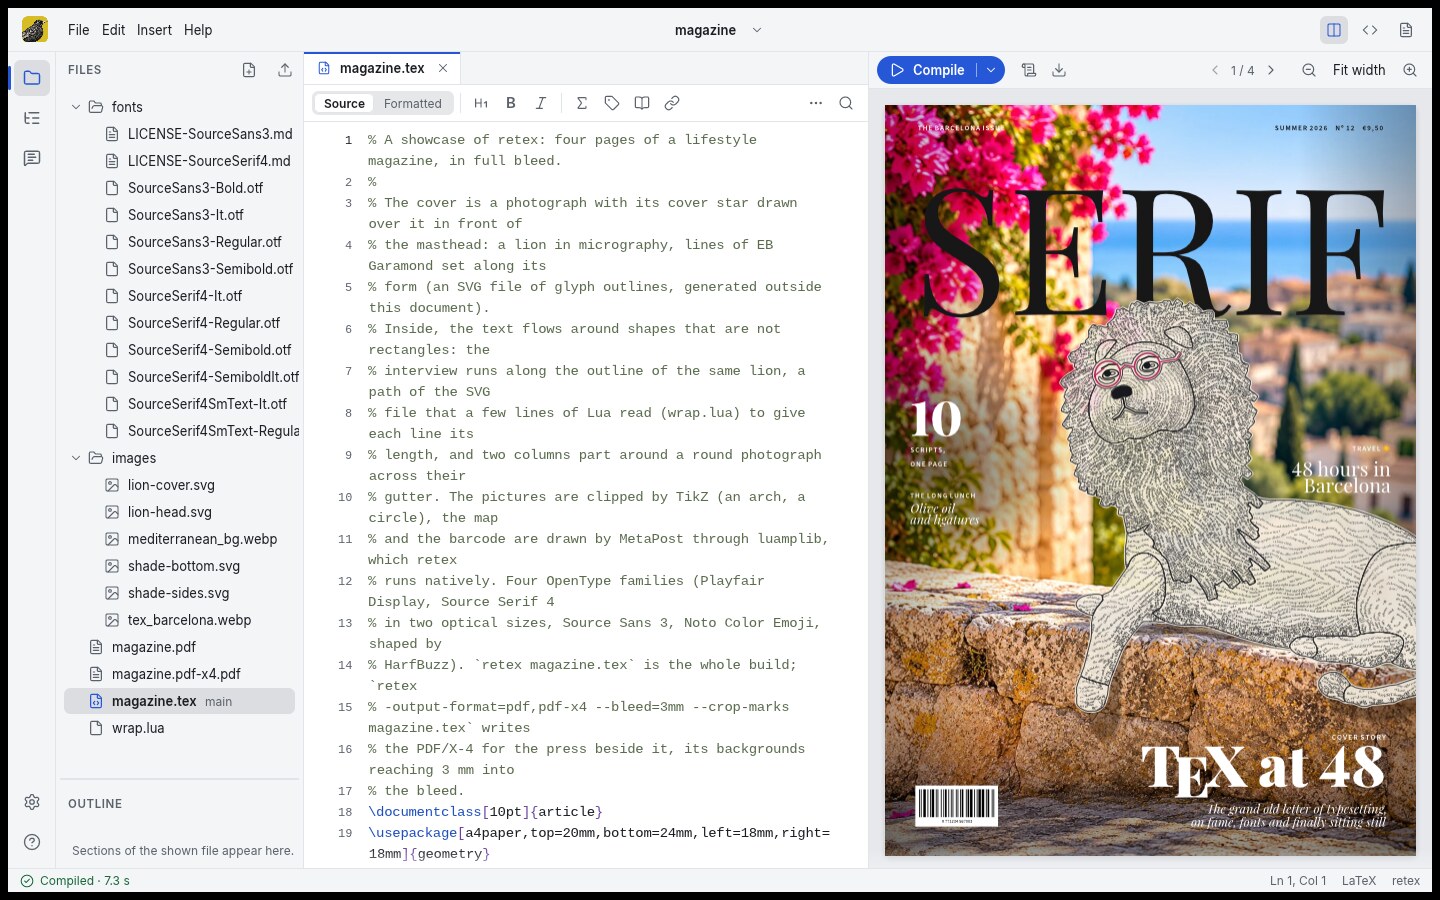 File Edit Insert Help
magazine
FILES
fonts
LICENSE-SourceSans3.md
LICENSE-SourceSerif4.md
SourceSans3-Bold.otf
SourceSans3-It.otf
SourceSans3-Regular.otf
SourceSans3-Semibold.otf
SourceSerif4-It.otf
SourceSerif4-Regular.otf
SourceSerif4-Semibold.otf
SourceSerif4-SemiboldIt.otf
SourceSerif4SmText-It.otf
SourceSerif4SmText-Regula
images
lion-cover.svg
lion-head.svg
mediterranean_bg.webp
shade-bottom.svg
shade-sides.svg
tex_barcelona.webp
magazine.pdf
magazine.pdf-x4.pdf
magazine.tex main
wrap.lua
OUTLINE
Sections of the shown file appear here.
magazine.tex
Source Formatted
H1 B I Σ
1 % A showcase of retex: four pages of a lifestyle
magazine, in full bleed.
2 %
3 % The cover is a photograph with its cover star drawn
over it in front of
4 % the masthead: a lion in micrography, lines of EB
Garamond set along its
5 % form (an SVG file of glyph outlines, generated outside
this document).
6 % Inside, the text flows around shapes that are not
rectangles: the
7 % interview runs along the outline of the same lion, a
path of the SVG
8 % file that a few lines of Lua read (wrap.lua) to give
each line its
9 % length, and two columns part around a round photograph
across their
10 % gutter. The pictures are clipped by TikZ (an arch, a
circle), the map
11 % and the barcode are drawn by MetaPost through luamplib,
which retex
12 % runs natively. Four OpenType families (Playfair
Display, Source Serif 4
13 % in two optical sizes, Source Sans 3, Noto Color Emoji,
shaped by
14 % HarfBuzz). `retex magazine.tex` is the whole build;
`retex
15 % -output-format=pdf,pdf-x4 --bleed=3mm --crop-marks
magazine.tex` writes
16 % the PDF/X-4 for the press beside it, its backgrounds
reaching 3 mm into
17 % the bleed.
18 \documentclass[10pt]{article}
19 \usepackage[a4paper,top=20mm,bottom=24mm,left=18mm,right=
18mm]{geometry}
Compile
1 / 4
Fit width
THE BARCELONA ISSUE
SUMMER 2026 Nº 12 €9,50
SERIF
10
SCRIPTS,
ONE PAGE
THE LONG LUNCH
Olive oil
and ligatures
TRAVEL
48 hours in
Barcelona
COVER STORY
TEX at 48
The grand old letter of typesetting,
on fame, fonts and finally sitting still
Compiled · 7.3 s
Ln 1, Col 1 LaTeX retex